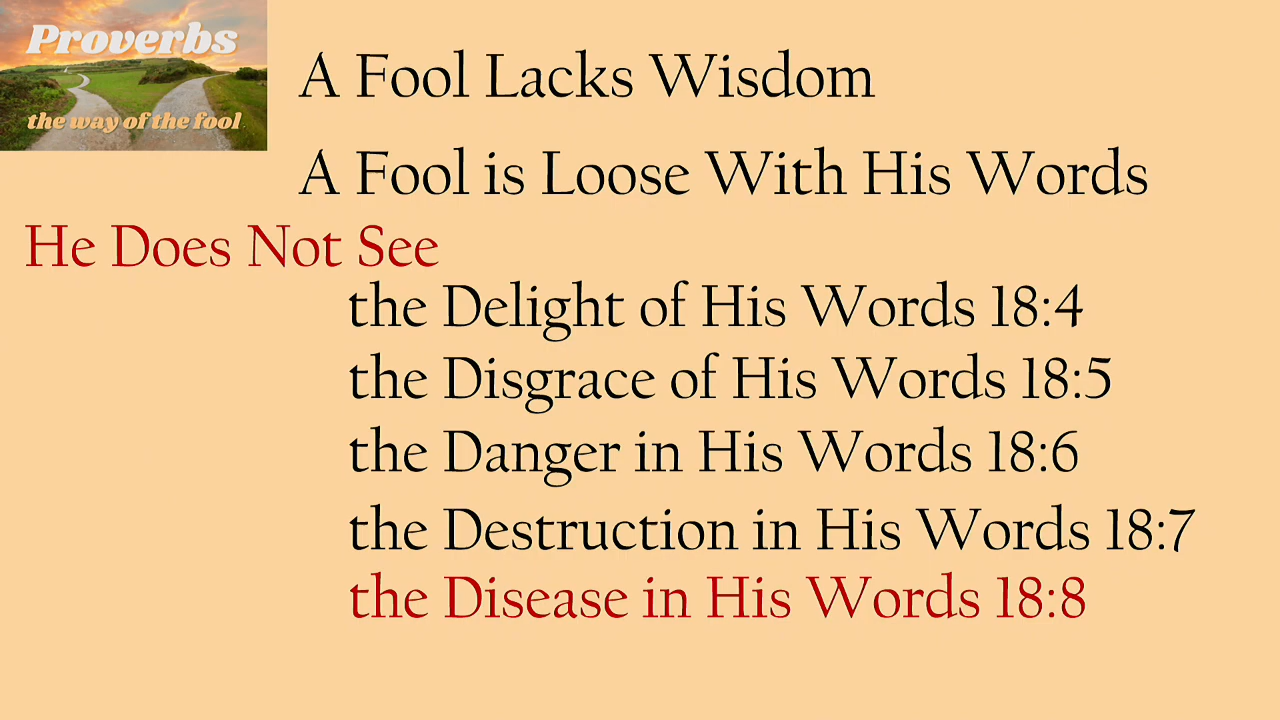 Proverbs
the way of the fool
A Fool Lacks Wisdom
A Fool is Loose With His Words
He Does Not See
the Delight of His Words 18:4
the Disgrace of His Words 18:5
the Danger in His Words 18:6
the Destruction in His Words 18:7
the Disease in His Words 18:8